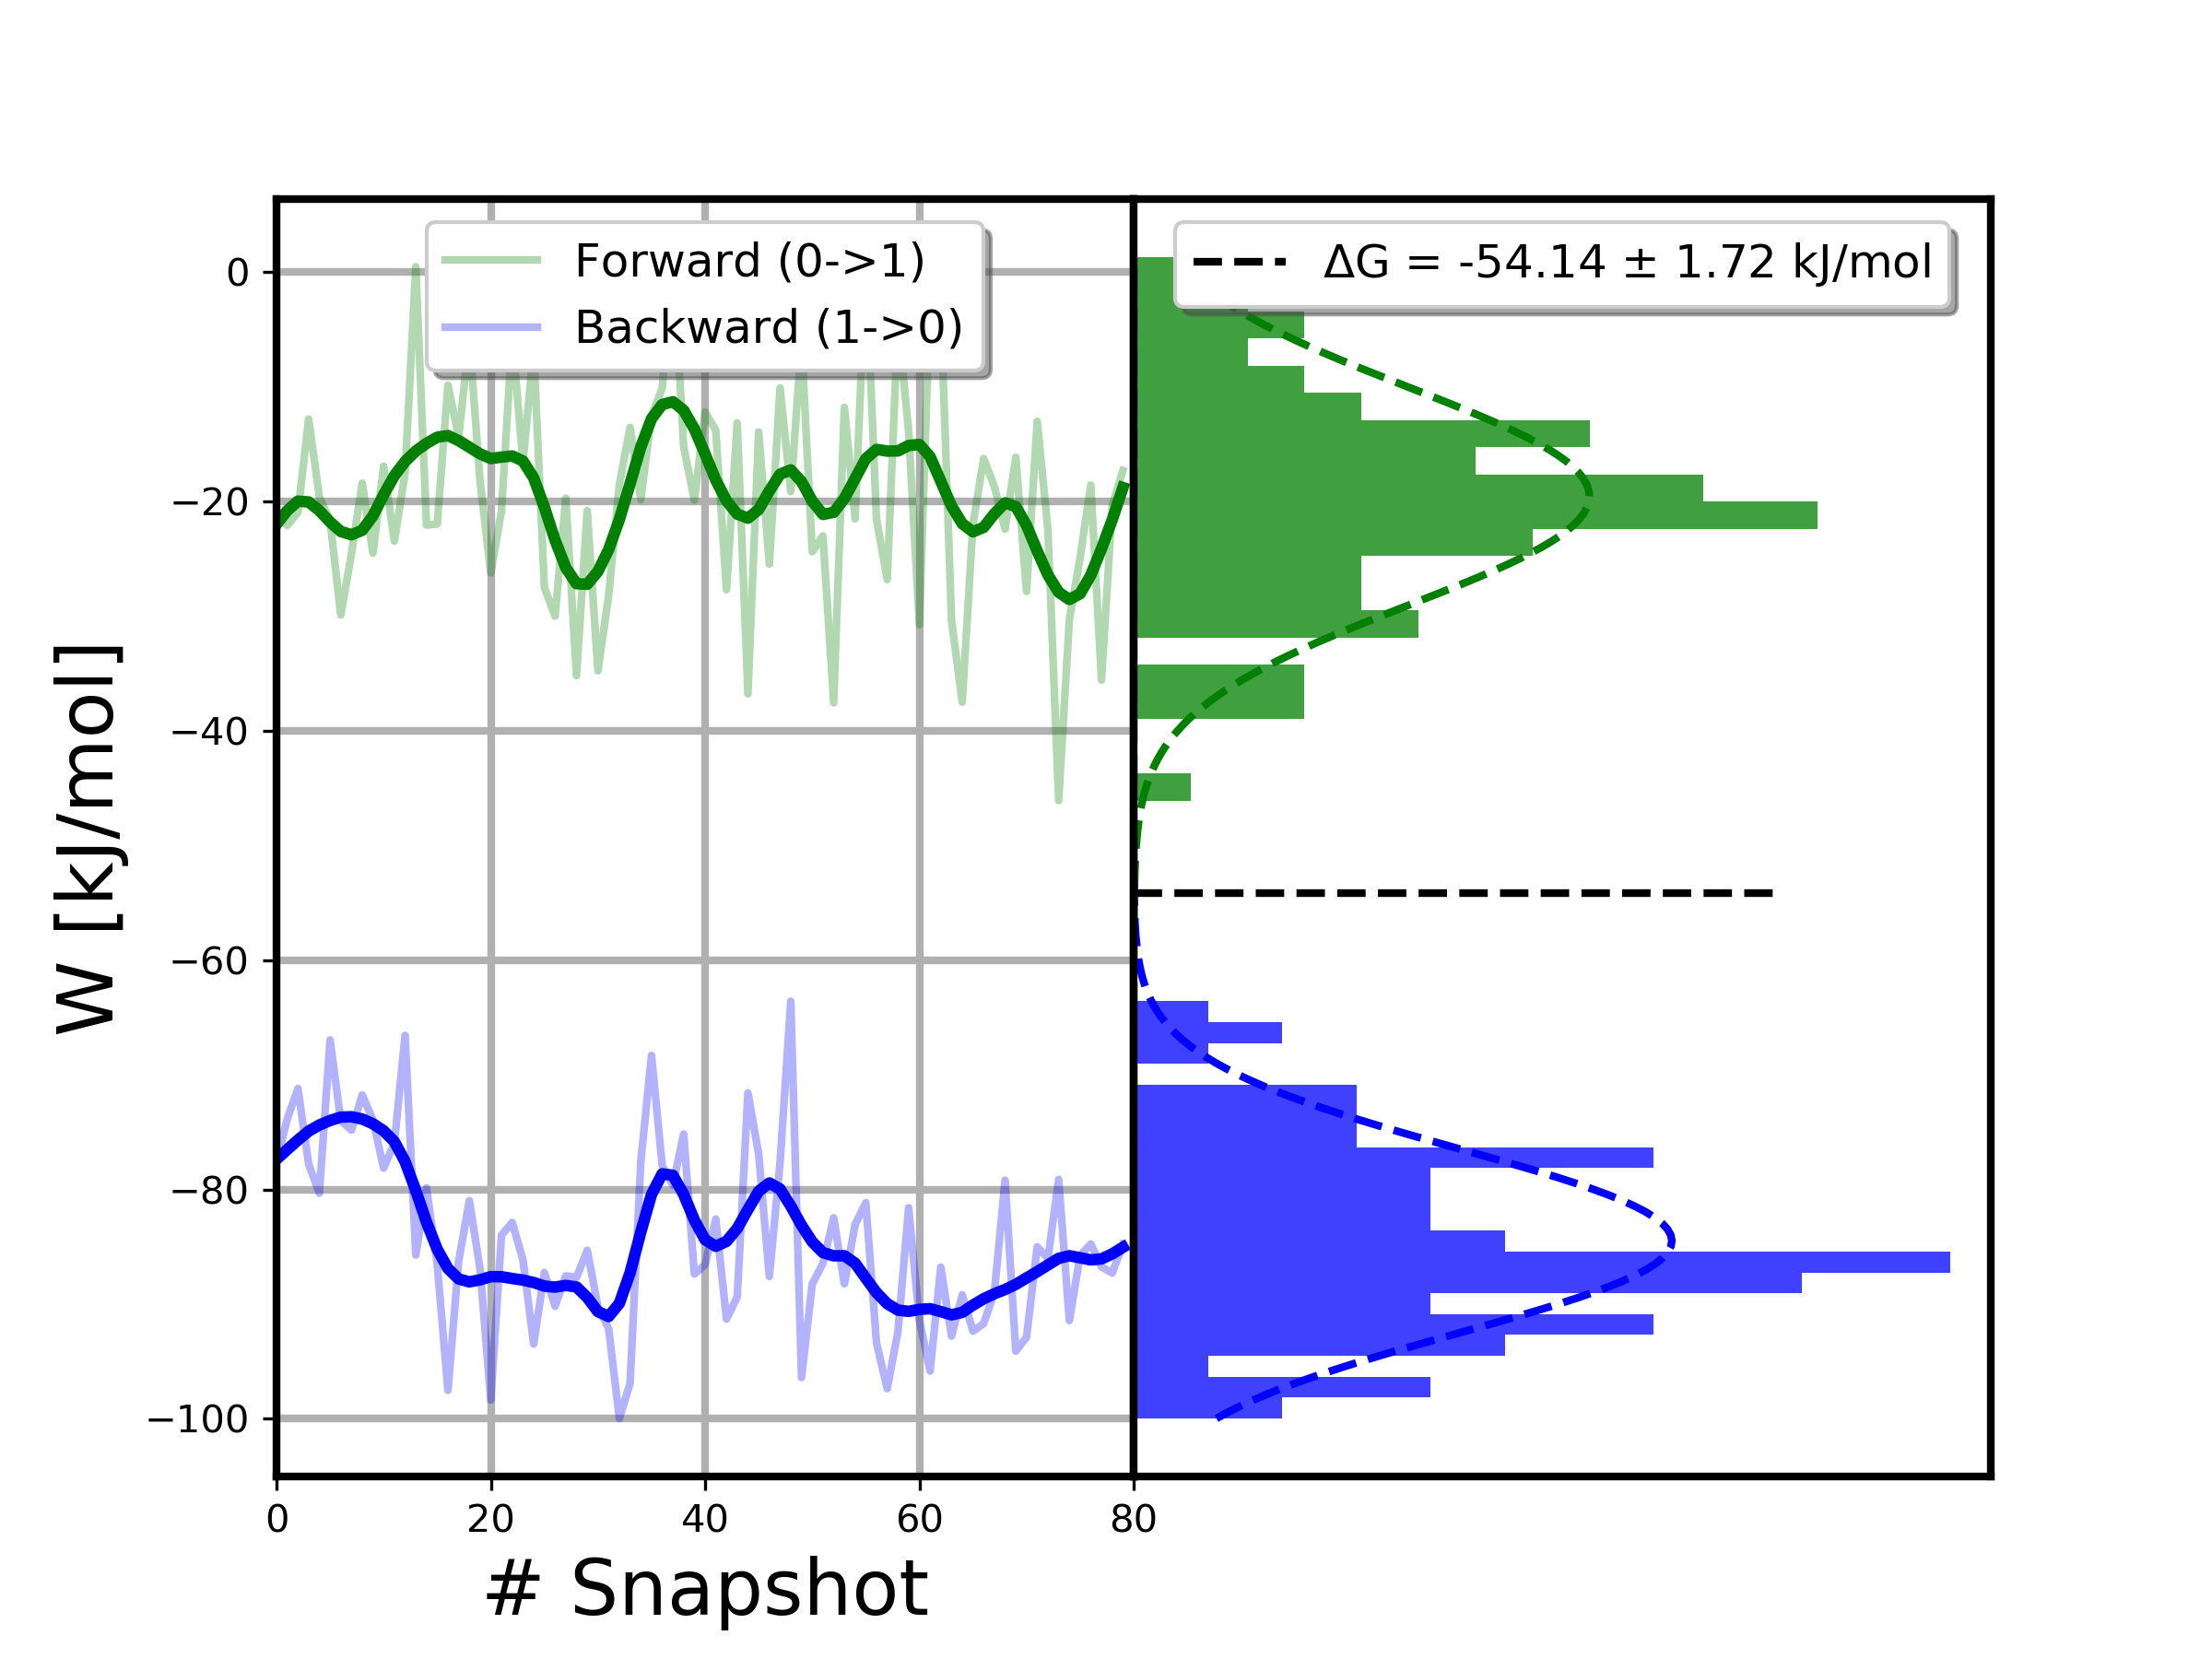 Forward (0->1)
Backward (1->0)
ΔG = -54.14 ± 1.72 kJ/mol
W [kJ/mol]
0
−20
−40
−60
−80
−100
0 20 40 60 80
# Snapshot